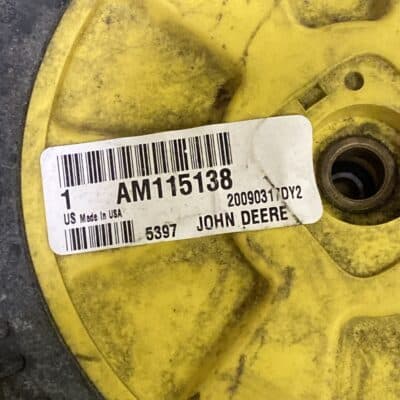 1 AM115138
US Made in USA 20090317DY2
5397 JOHN DEERE